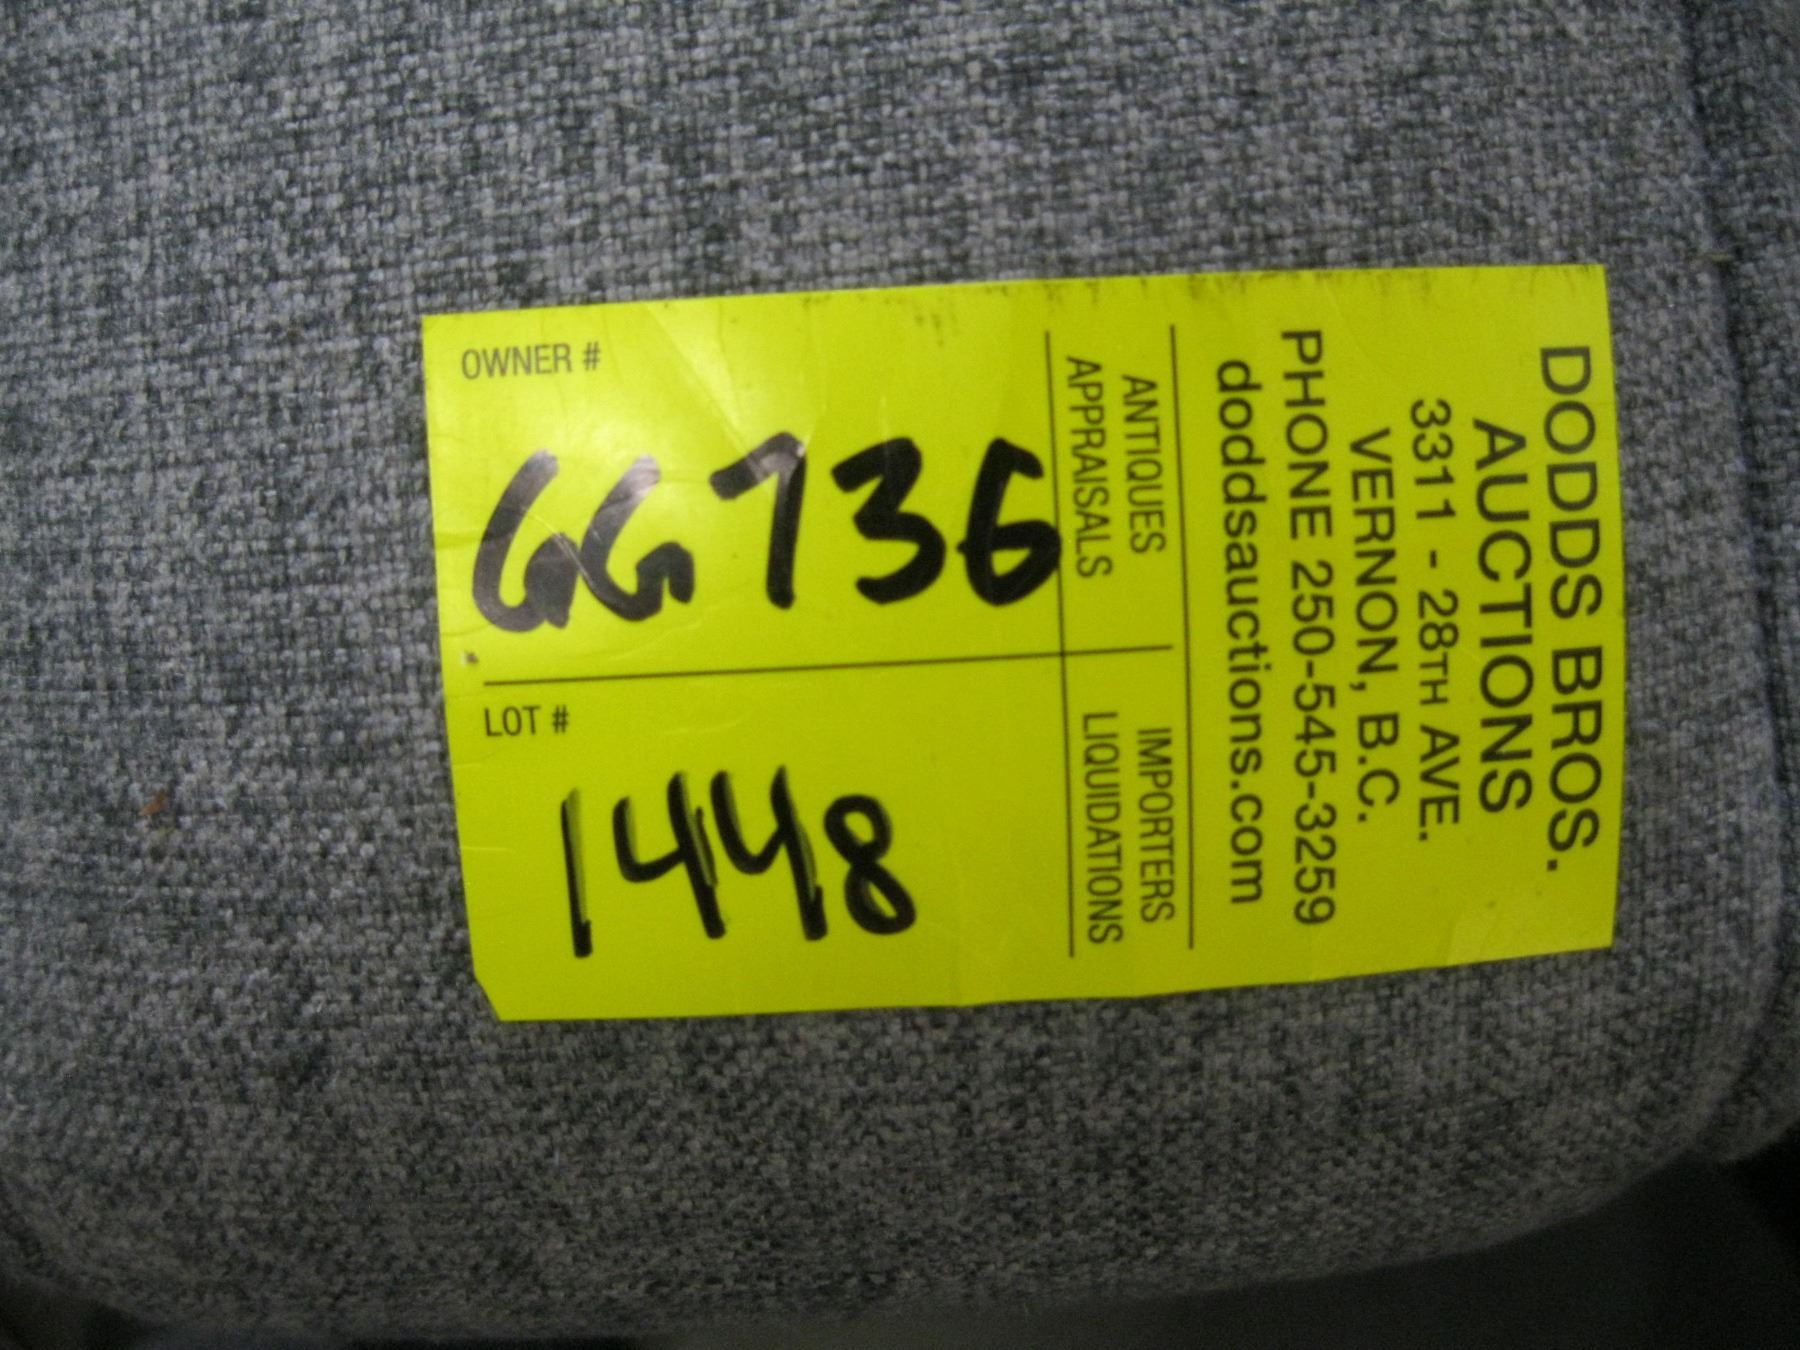 DODDS BROS.
AUCTIONS
3311 - 28TH AVE.
VERNON, B.C.
PHONE 250-545-3259
doddsauctions.com
ANTIQUES
APPRAISALS
IMPORTERS
LIQUIDATIONS
OWNER #
GG736
LOT #
1448